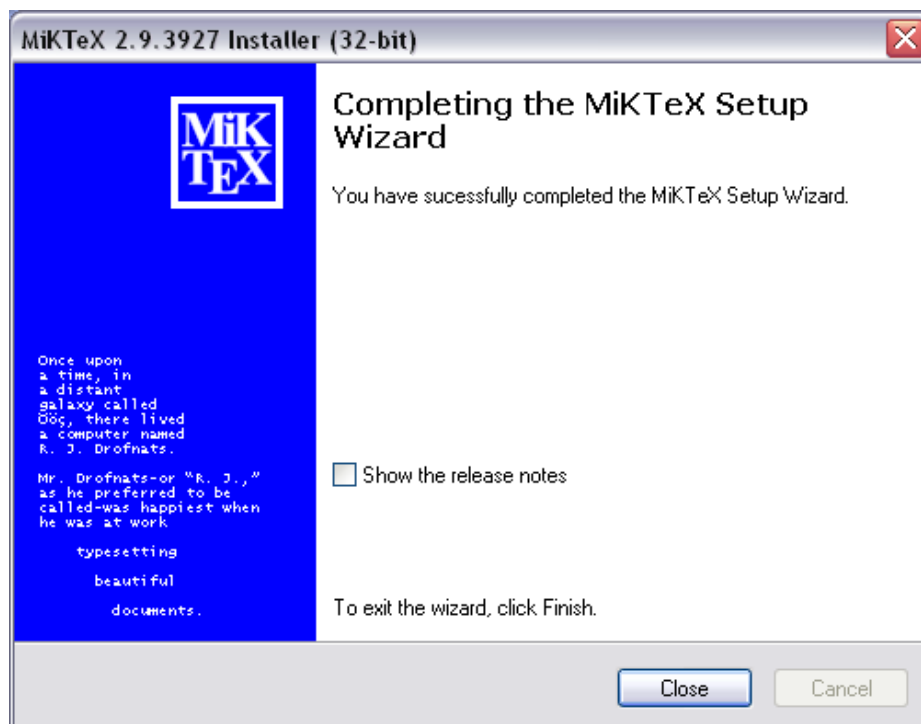 MiKTeX 2.9.3927 Installer (32-bit)
MiK
TEX
Completing the MiKTeX Setup
Wizard
You have sucessfully completed the MiKTeX Setup Wizard.
Once upon
a time, in
a distant
galaxy called
Ööç, there lived
a computer named
R. J. Drofnats.
Mr. Drofnats-or "R. J.,"
as he preferred to be
called-was happiest when
he was at work
typesetting
beautiful
documents.
Show the release notes
To exit the wizard, click Finish.
Close
Cancel